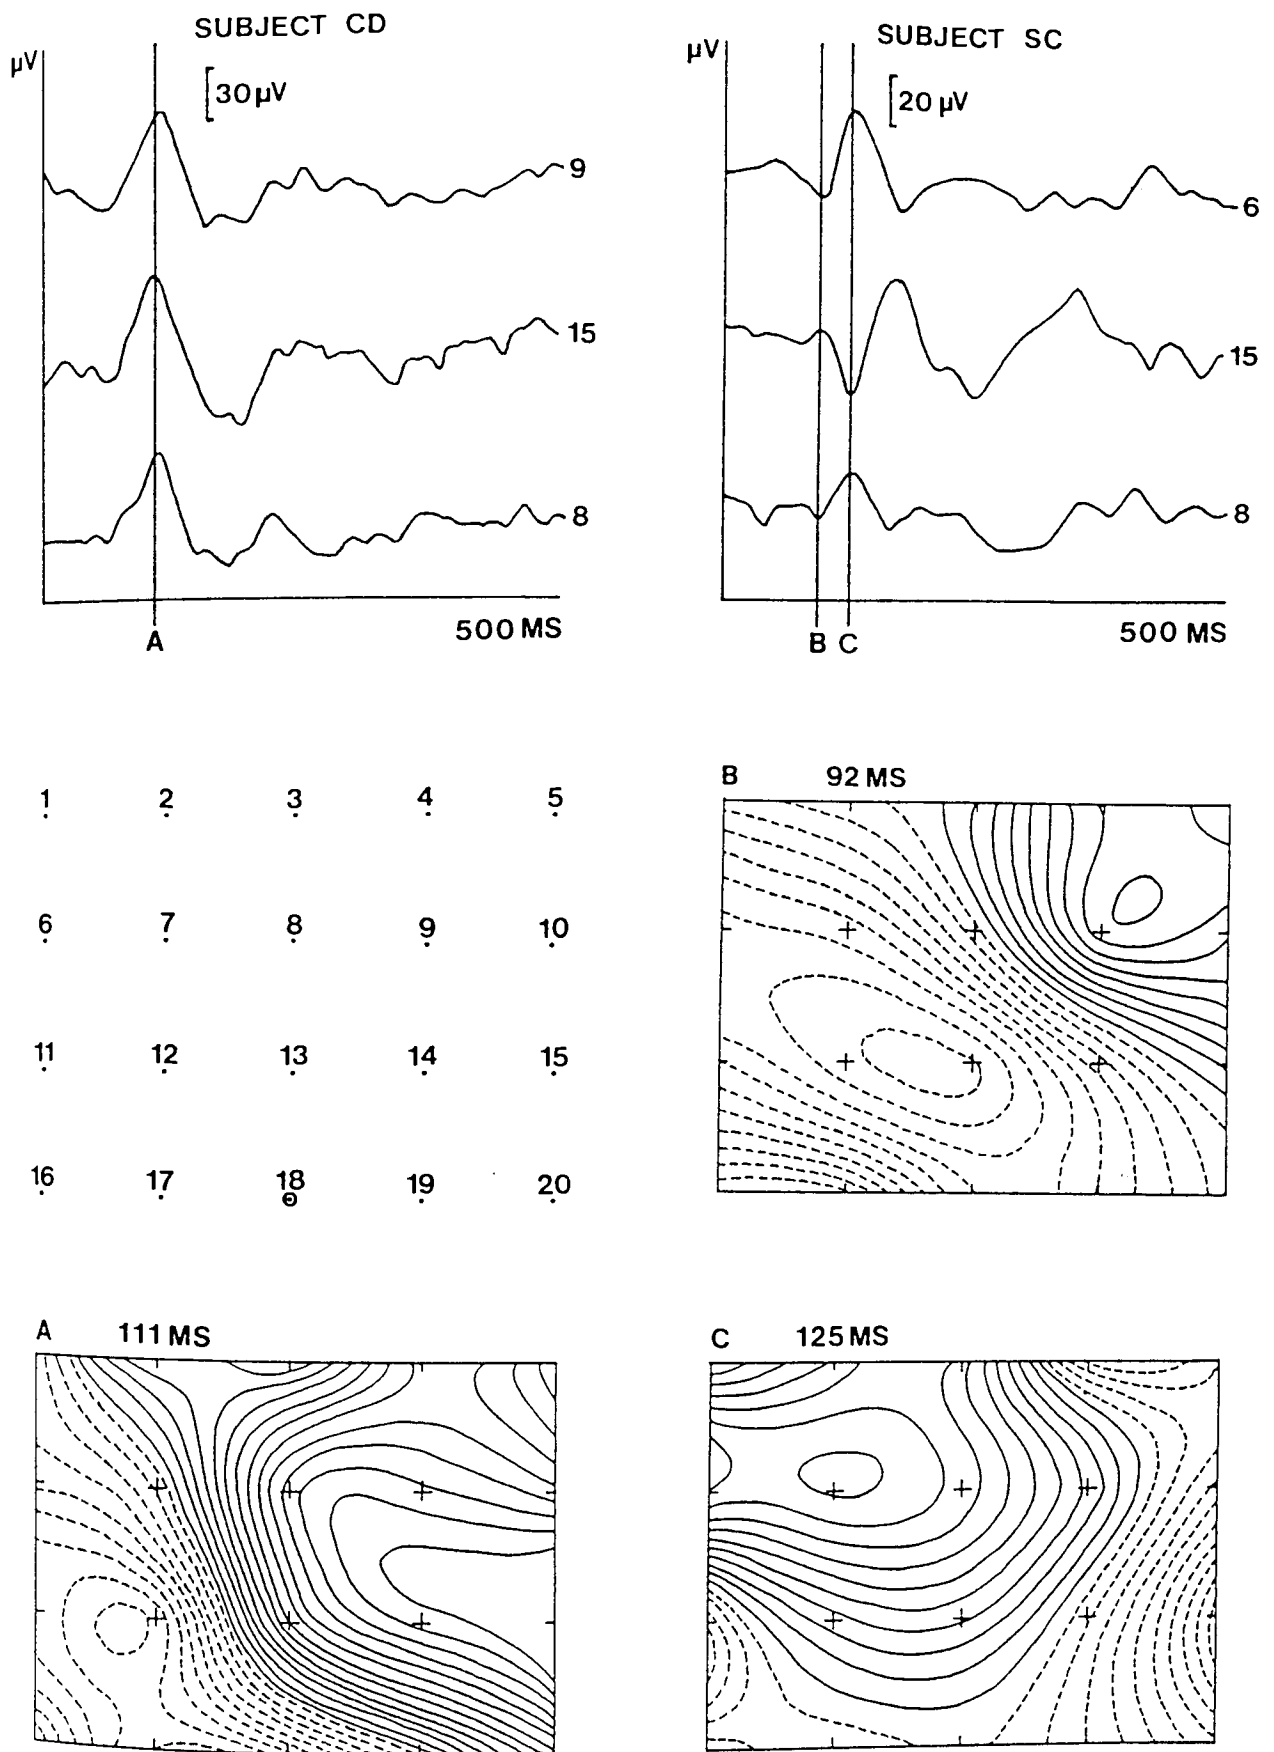 SUBJECT CD
µV
30 µV
9
15
8
A
500 MS
SUBJECT SC
µV
20 µV
6
15
8
B C
500 MS
1 2 3 4 5
6 7 8 9 10
11 12 13 14 15
16 17 18 19 20
B 92 MS
A 111 MS
C 125 MS